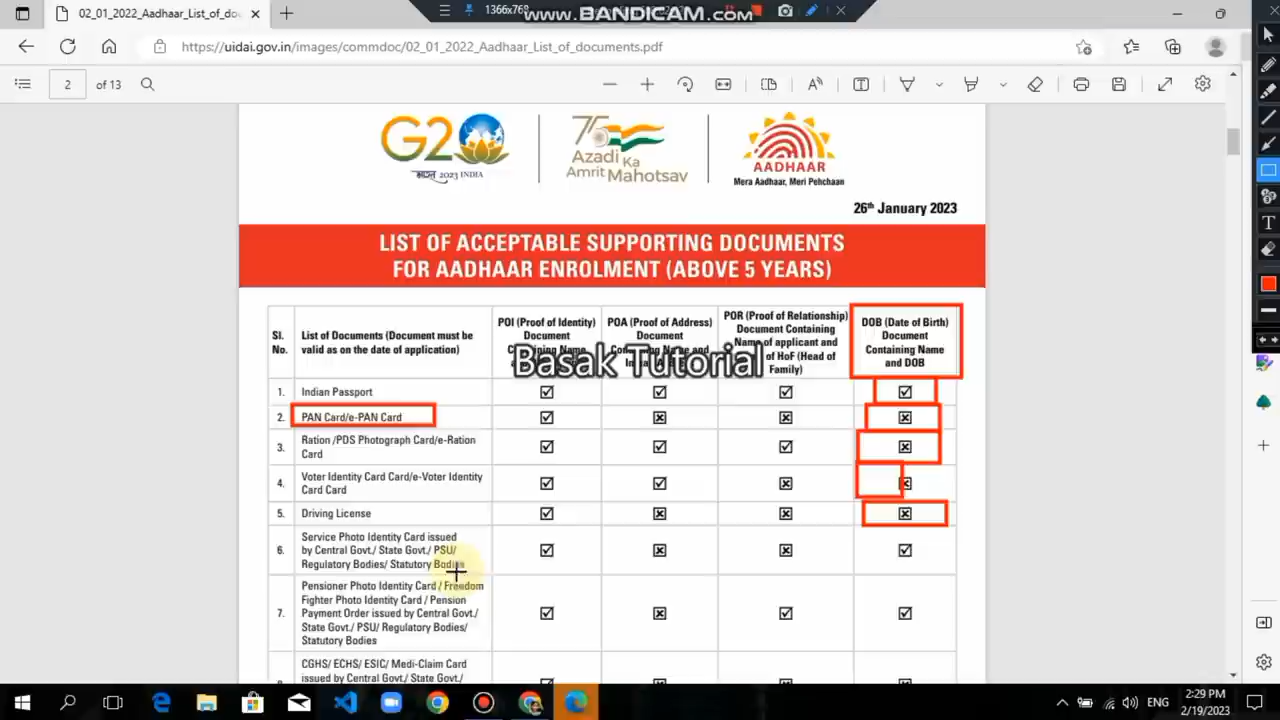 02_01_2022_Aadhaar_List_of_docu
1366x768
www.BANDICAM.com
https://uidai.gov.in/images/commdoc/02_01_2022_Aadhaar_List_of_documents.pdf
2 of 13
G20
भारत 2023 INDIA
75
Azadi Ka
Amrit Mahotsav
AADHAAR
Mera Aadhaar, Meri Pehchaan
26th January 2023
LIST OF ACCEPTABLE SUPPORTING DOCUMENTS
FOR AADHAAR ENROLMENT (ABOVE 5 YEARS)
Sl. No.
List of Documents (Document must be valid as on the date of application)
POI (Proof of Identity) Document Containing Name
POA (Proof of Address) Document Containing Name and
POR (Proof of Relationship) Document Containing Name of applicant and of HoF (Head of Family)
DOB (Date of Birth) Document Containing Name and DOB
Basak Tutorial
1. Indian Passport
2. PAN Card/e-PAN Card
3. Ration /PDS Photograph Card/e-Ration
Card
4. Voter Identity Card Card/e-Voter Identity
Card Card
5. Driving License
6. Service Photo Identity Card issued
by Central Govt./ State Govt./ PSU/
Regulatory Bodies/ Statutory Bodies
7. Pensioner Photo Identity Card / Freedom
Fighter Photo Identity Card / Pension
Payment Order issued by Central Govt./
State Govt./ PSU/ Regulatory Bodies/
Statutory Bodies
CGHS/ ECHS/ ESIC/ Medi-Claim Card
issued by Central Govt./ State Govt./
ENG
2:29 PM
2/19/2023